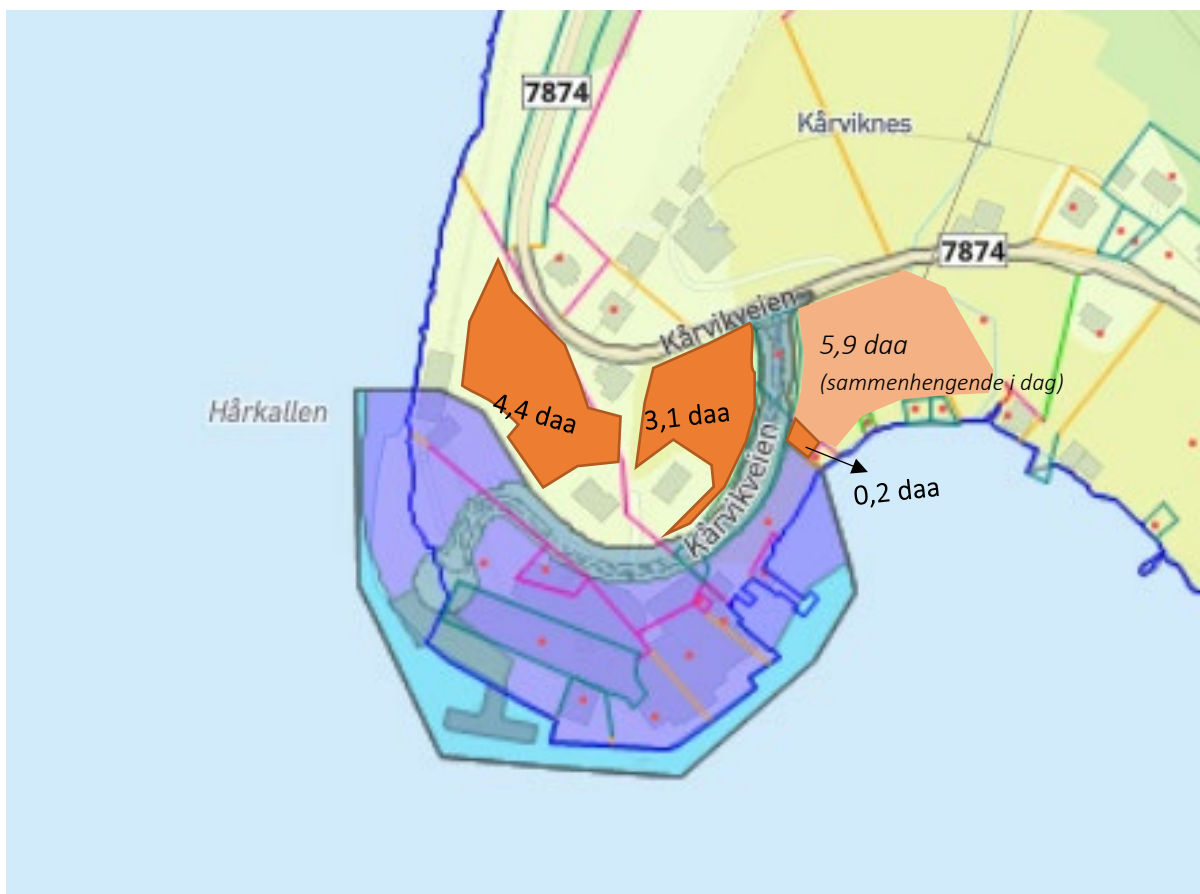 7874
Kårviknes
7874
Kårvikveien
5,9 daa
(sammenhengende i dag)
Hårkallen
4,4 daa
3,1 daa
Kårvikveien
0,2 daa